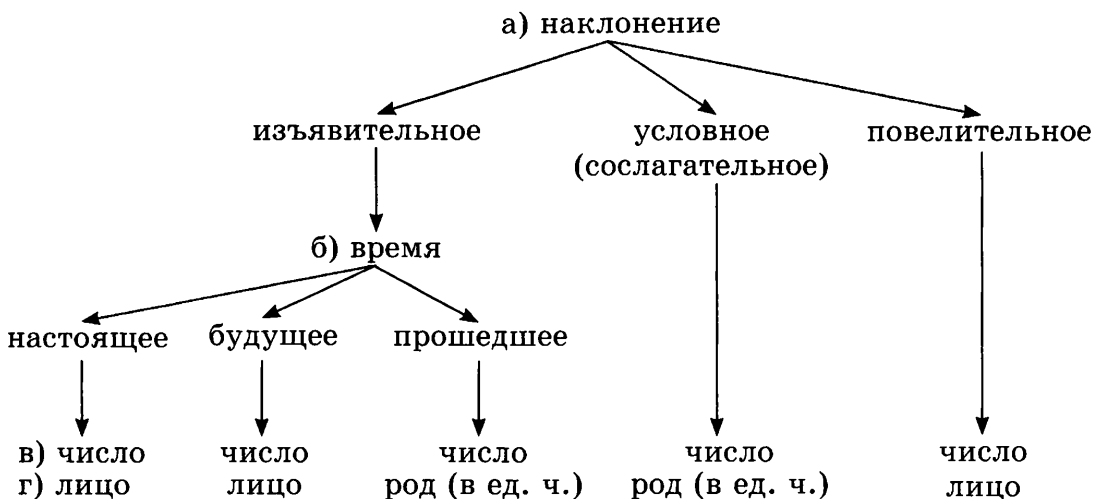 а) наклонение
изъявительное условное повелительное
(сослагательное)
б) время
настоящее будущее прошедшее
в) число число число число число
г) лицо лицо род (в ед. ч.) род (в ед. ч.) лицо